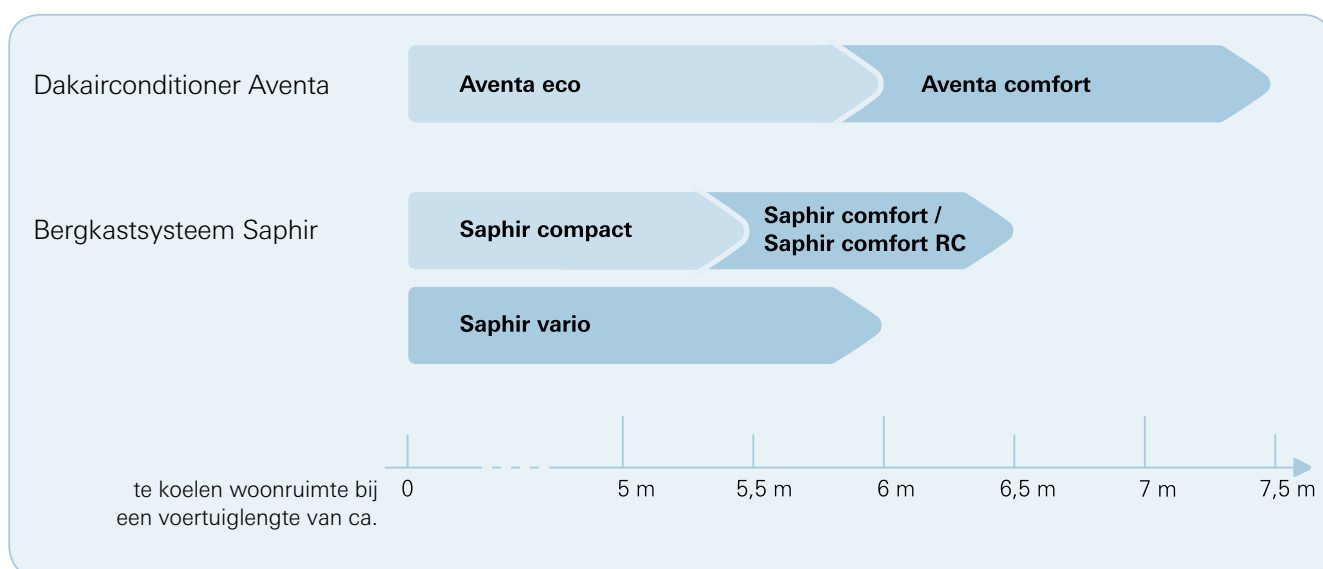 Dakairconditioner Aventa
Aventa eco
Aventa comfort
Bergkastsysteem Saphir
Saphir compact
Saphir comfort /
Saphir comfort RC
Saphir vario
te koelen woonruimte bij
een voertuiglengte van ca.
0
5 m
5,5 m
6 m
6,5 m
7 m
7,5 m